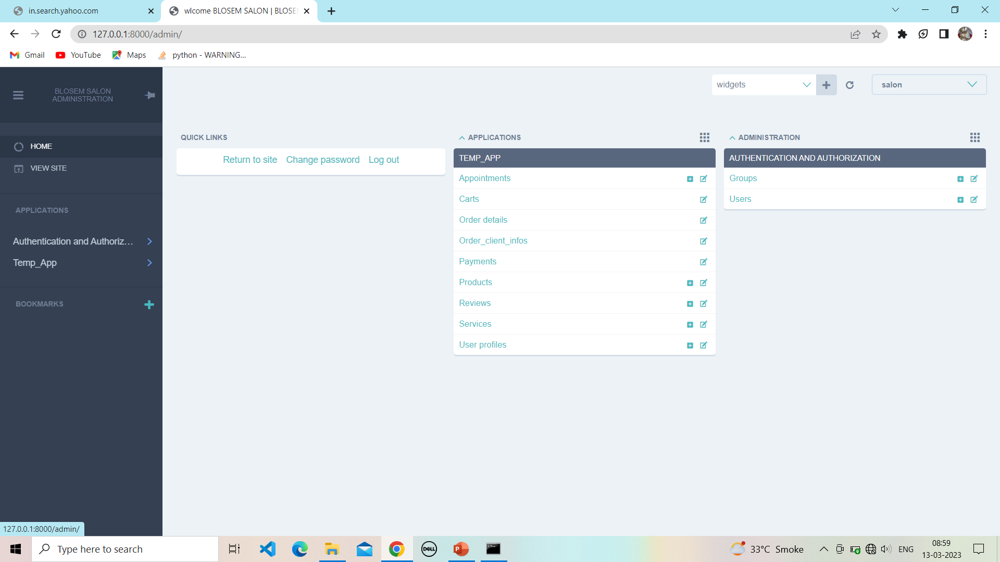 in.search.yahoo.com
wlcome BLOSEM SALON | BLOSE
127.0.0.1:8000/admin/
Gmail
YouTube
Maps
python - WARNING...
BLOSEM SALON
ADMINISTRATION
HOME
VIEW SITE
APPLICATIONS
Authentication and Authoriz...
Temp_App
BOOKMARKS
widgets
salon
QUICK LINKS
Return to site Change password Log out
APPLICATIONS
TEMP_APP
Appointments
Carts
Order details
Order_client_infos
Payments
Products
Reviews
Services
User profiles
ADMINISTRATION
AUTHENTICATION AND AUTHORIZATION
Groups
Users
127.0.0.1:8000/admin/
Type here to search
DELL
P
33°C Smoke
ENG
08:59
13-03-2023